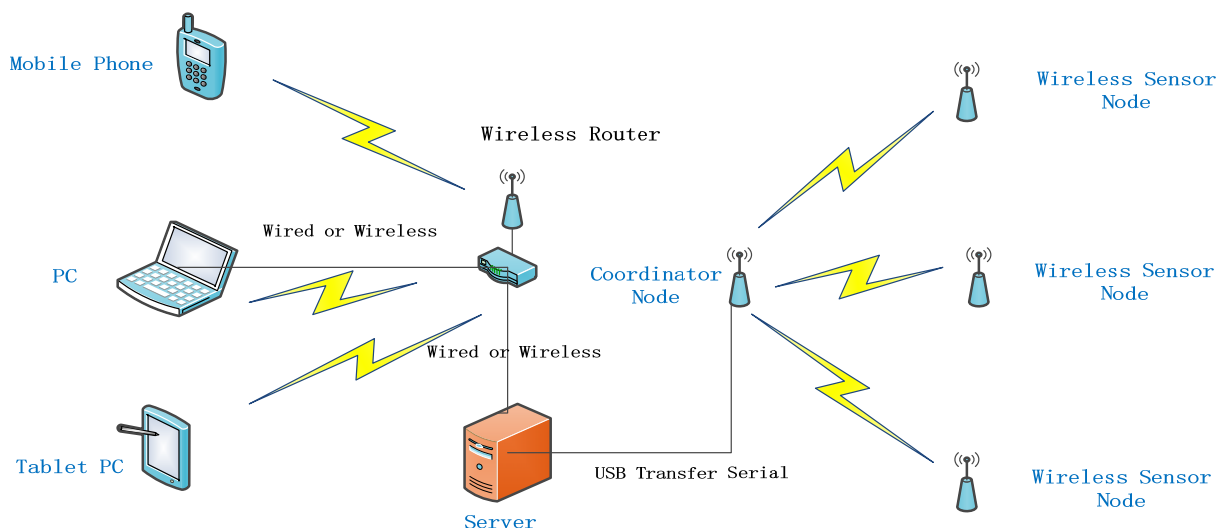 Mobile Phone
Wireless Sensor
Node
Wireless Router
Wired or Wireless
PC
Coordinator
Node
Wireless Sensor
Node
Wired or Wireless
Tablet PC
USB Transfer Serial
Wireless Sensor
Node
Server